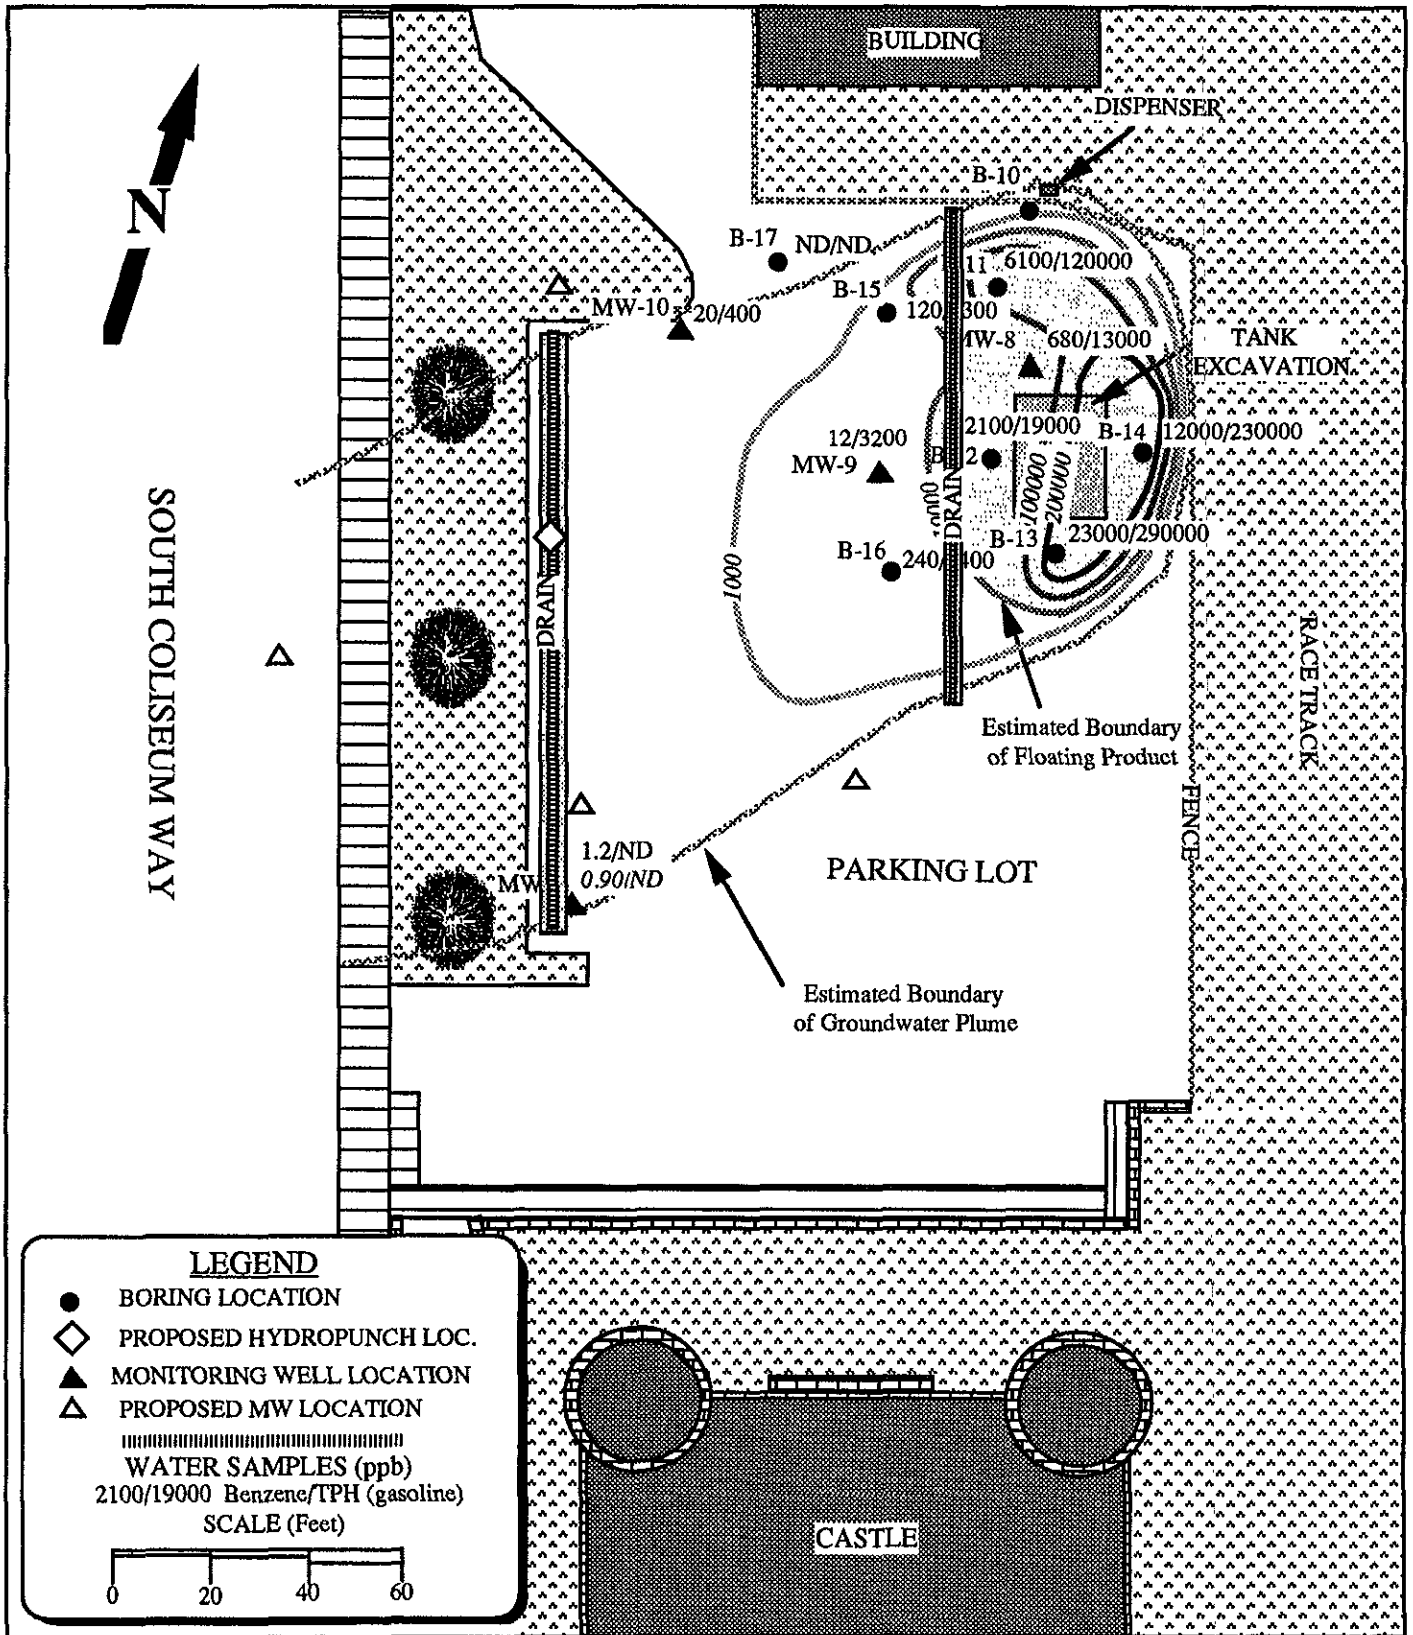 BUILDING
DISPENSER
N
B-10
B-17
ND/ND
11
6100/120000
B-15
MW-10
20/400
MW-8
680/13000
TANK
EXCAVATION
12/3200
MW-9
2100/19000
B-14
12000/230000
100000
200000
1000
DRAIN
B-13
23000/290000
B-16
DRAIN
SOUTH COLISEUM WAY
RACE TRACK
Estimated Boundary
of Floating Product
FENCE
1.2/ND
0.90/ND
MW
PARKING LOT
Estimated Boundary
of Groundwater Plume
LEGEND
BORING LOCATION
PROPOSED HYDROPUNCH LOC.
MONITORING WELL LOCATION
PROPOSED MW LOCATION
WATER SAMPLES (ppb)
2100/19000 Benzene/TPH (gasoline)
SCALE (Feet)
0 20 40 60
CASTLE